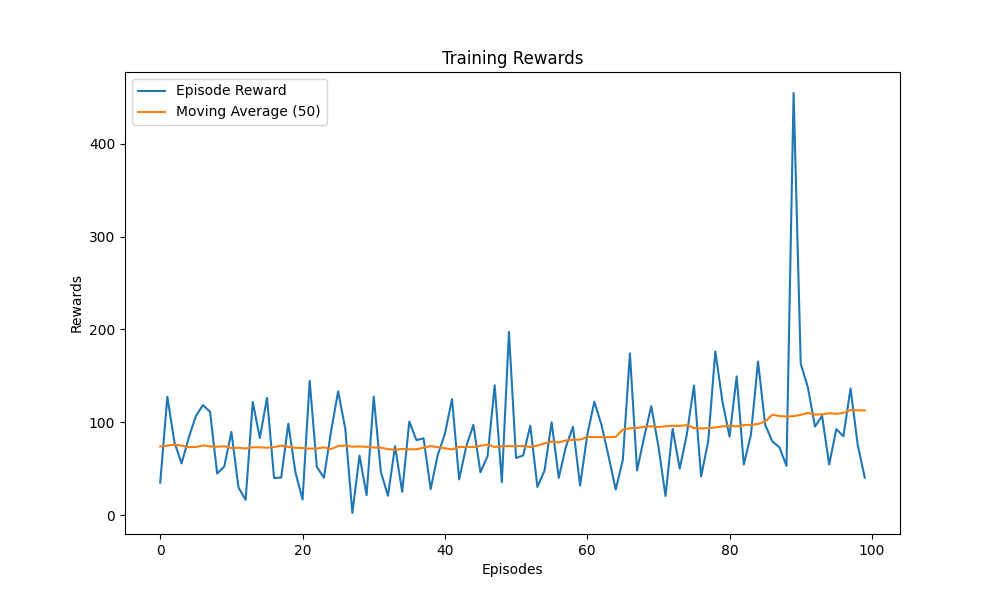 Training Rewards
Episode Reward
Moving Average (50)
400
300
200
100
0
Rewards
0 20 40 60 80 100
Episodes